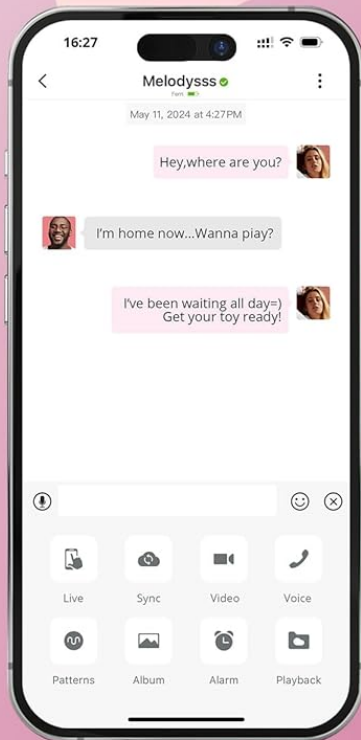 16:27
Melodysss
May 11, 2024 at 4:27PM
Hey,where are you?
I'm home now...Wanna piay?
I've been waiting all day=)
Get your toy ready!
Live
Sync
Video
Voice
Patterns
Album
Alarm
Playback